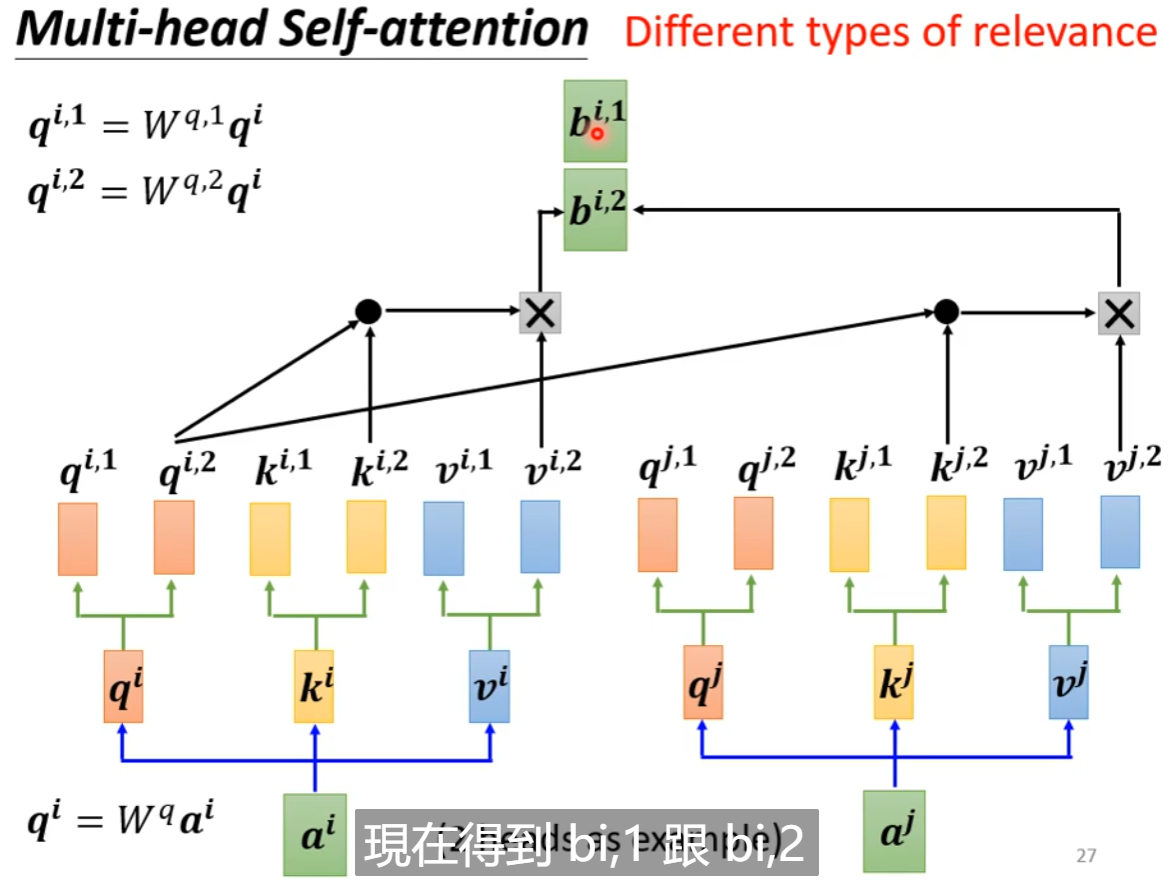 Multi-head Self-attention Different types of relevance
q^{i,1} = W^{q,1}q^i
q^{i,2} = W^{q,2}q^i
b^{i,1}
b^{i,2}
q^{i,1} q^{i,2} k^{i,1} k^{i,2} v^{i,1} v^{i,2} q^{j,1} q^{j,2} k^{j,1} k^{j,2} v^{j,1} v^{j,2}
q^i k^i v^i q^j k^j v^j
q^i = W^q a^i
a^i
(2 heads as example)
現在得到 bi,1 跟 bi,2
a^j
27